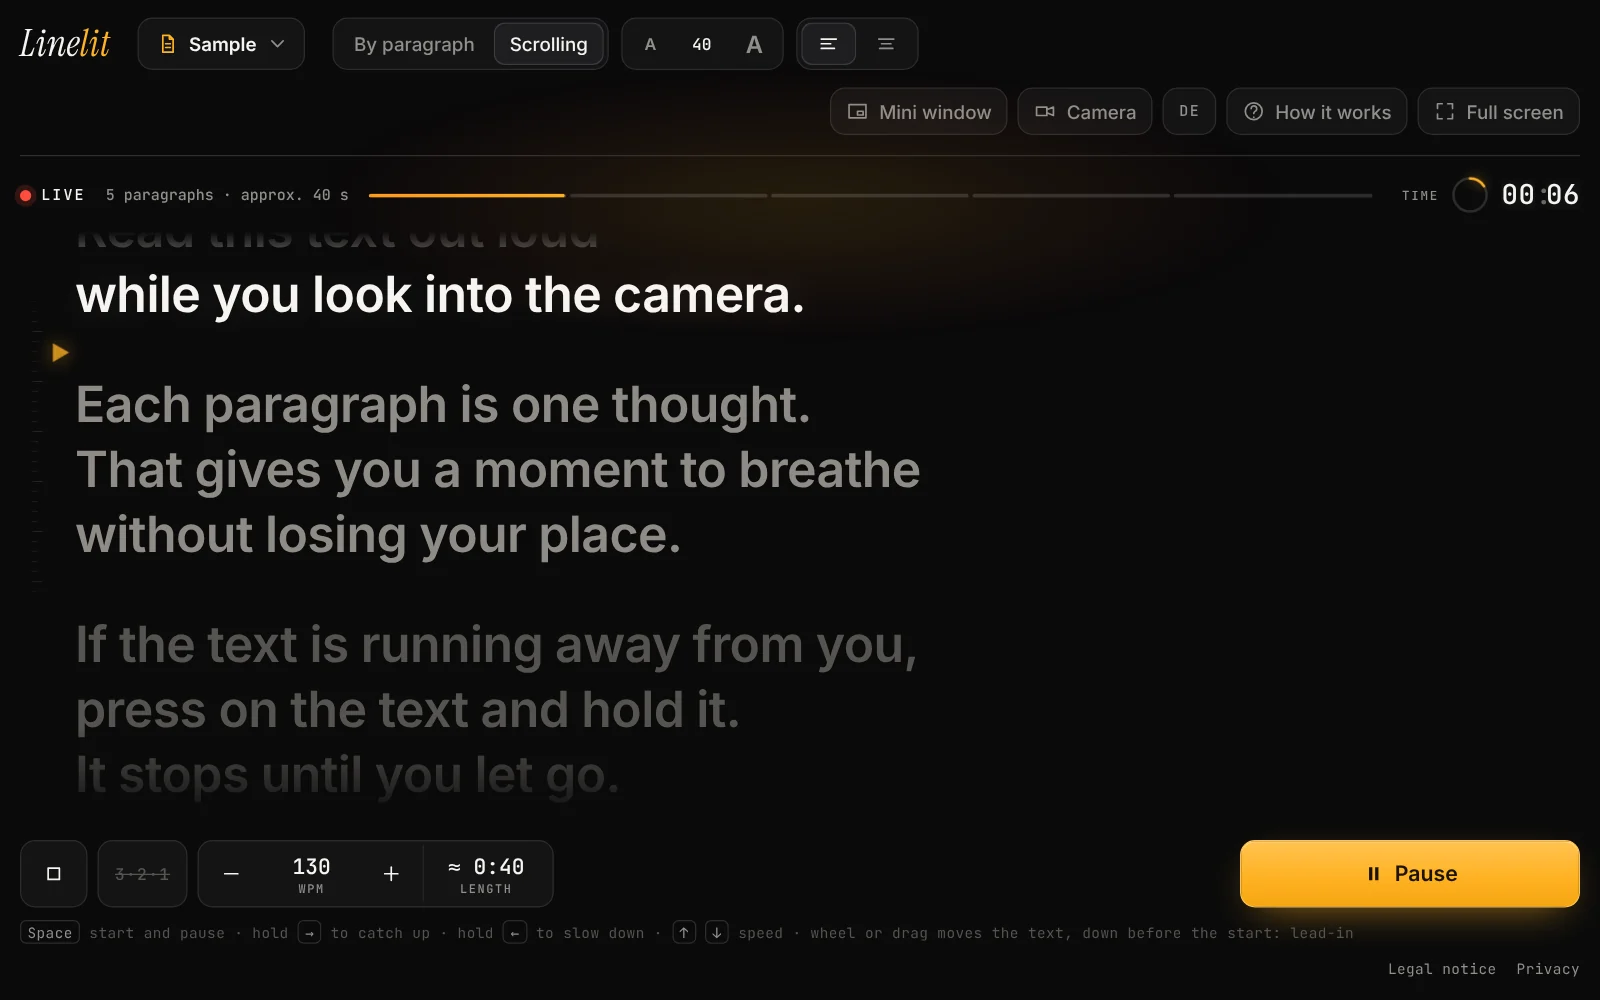 Linelit
Sample
By paragraph
Scrolling
A 40 A
Mini window
Camera
DE
How it works
Full screen
LIVE
5 paragraphs · approx. 40 s
TIME
00:06
Read this text out loud
while you look into the camera.
Each paragraph is one thought.
That gives you a moment to breathe
without losing your place.
If the text is running away from you,
press on the text and hold it.
It stops until you let go.
3·2·1
− 130 +
WPM
≈ 0:40
LENGTH
Pause
Space start and pause · hold → to catch up · hold ← to slow down · ↑ ↓ speed · wheel or drag moves the text, down before the start: lead-in
Legal notice
Privacy